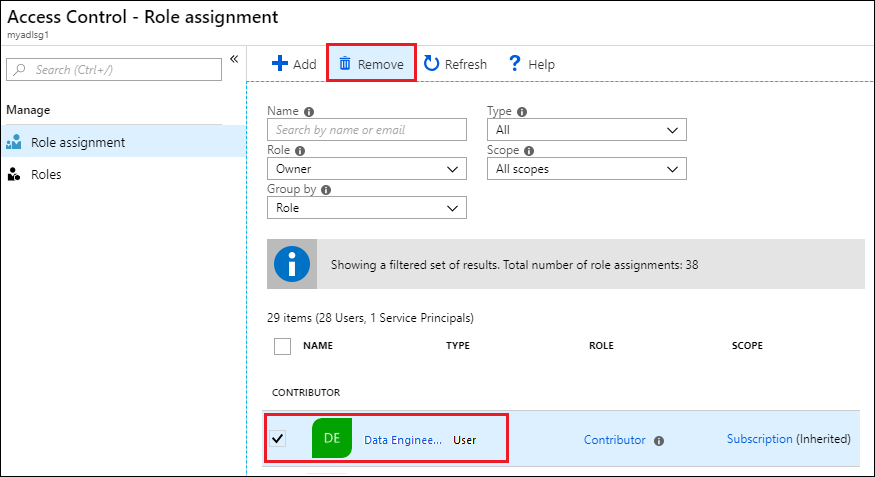 Access Control - Role assignment
myadlsg1
Search (Ctrl+/)
Manage
Role assignment
Roles
Add Remove Refresh Help
Name Type
Search by name or email All
Role Scope
Owner All scopes
Group by
Role
Showing a filtered set of results. Total number of role assignments: 38
29 items (28 Users, 1 Service Principals)
NAME TYPE ROLE SCOPE
CONTRIBUTOR
DE Data Enginee... User Contributor Subscription (Inherited)